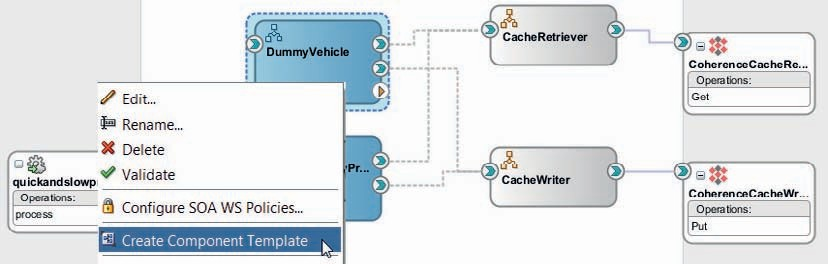 DummyVehicle
CacheRetriever
CoherenceCacheRe...
Operations:
Get
Edit...
Rename...
Delete
Validate
Configure SOA WS Policies...
Create Component Template
quickandslowp
Operations:
process
yPr...
CacheWriter
CoherenceCacheWr...
Operations:
Put